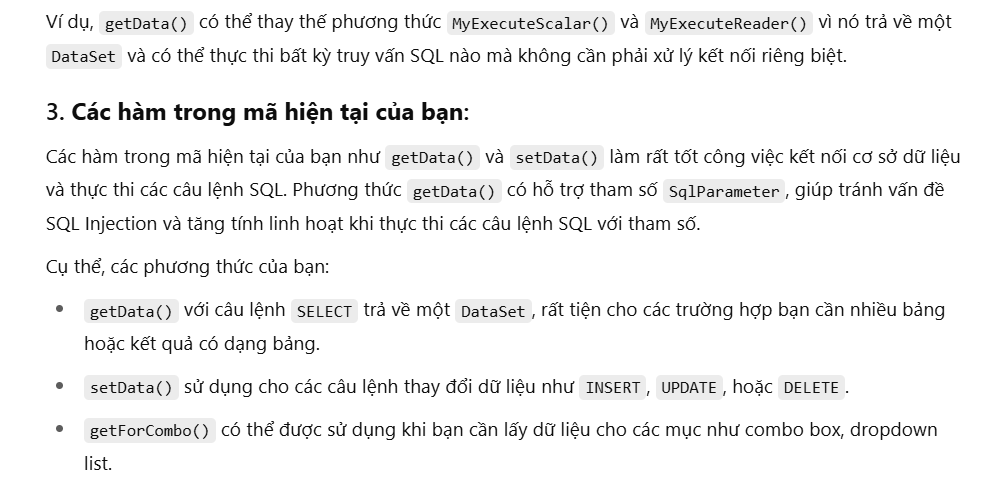 Ví dụ, getData() có thể thay thế phương thức MyExecuteScalar() và MyExecuteReader() vì nó trả về một
DataSet và có thể thực thi bất kỳ truy vấn SQL nào mà không cần phải xử lý kết nối riêng biệt.
3. Các hàm trong mã hiện tại của bạn:
Các hàm trong mã hiện tại của bạn như getData() và setData() làm rất tốt công việc kết nối cơ sở dữ liệu
và thực thi các câu lệnh SQL. Phương thức getData() có hỗ trợ tham số SqlParameter, giúp tránh vấn đề
SQL Injection và tăng tính linh hoạt khi thực thi các câu lệnh SQL với tham số.
Cụ thể, các phương thức của bạn:
• getData() với câu lệnh SELECT trả về một DataSet, rất tiện cho các trường hợp bạn cần nhiều bảng
hoặc kết quả có dạng bảng.
• setData() sử dụng cho các câu lệnh thay đổi dữ liệu như INSERT, UPDATE, hoặc DELETE.
• getForCombo() có thể được sử dụng khi bạn cần lấy dữ liệu cho các mục như combo box, dropdown
list.